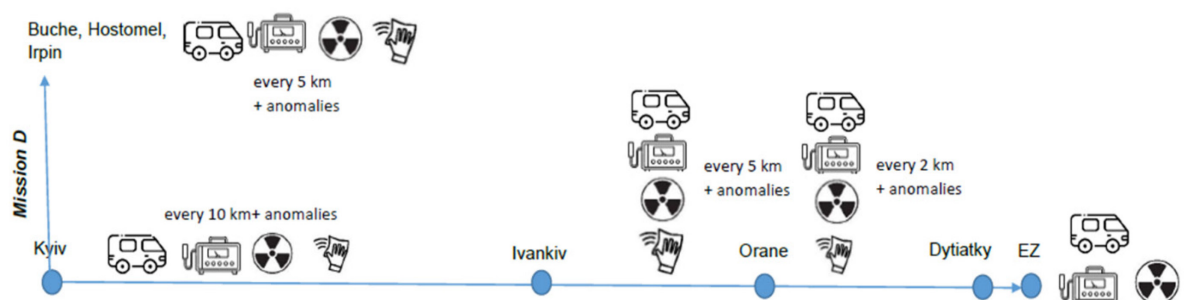 Buche, Hostomel,
Irpin
every 5 km
+ anomalies
Mission D
every 5 km
+ anomalies
every 2 km
+ anomalies
every 10 km+ anomalies
Kyiv
Ivankiv
Orane
Dytiatky
EZ